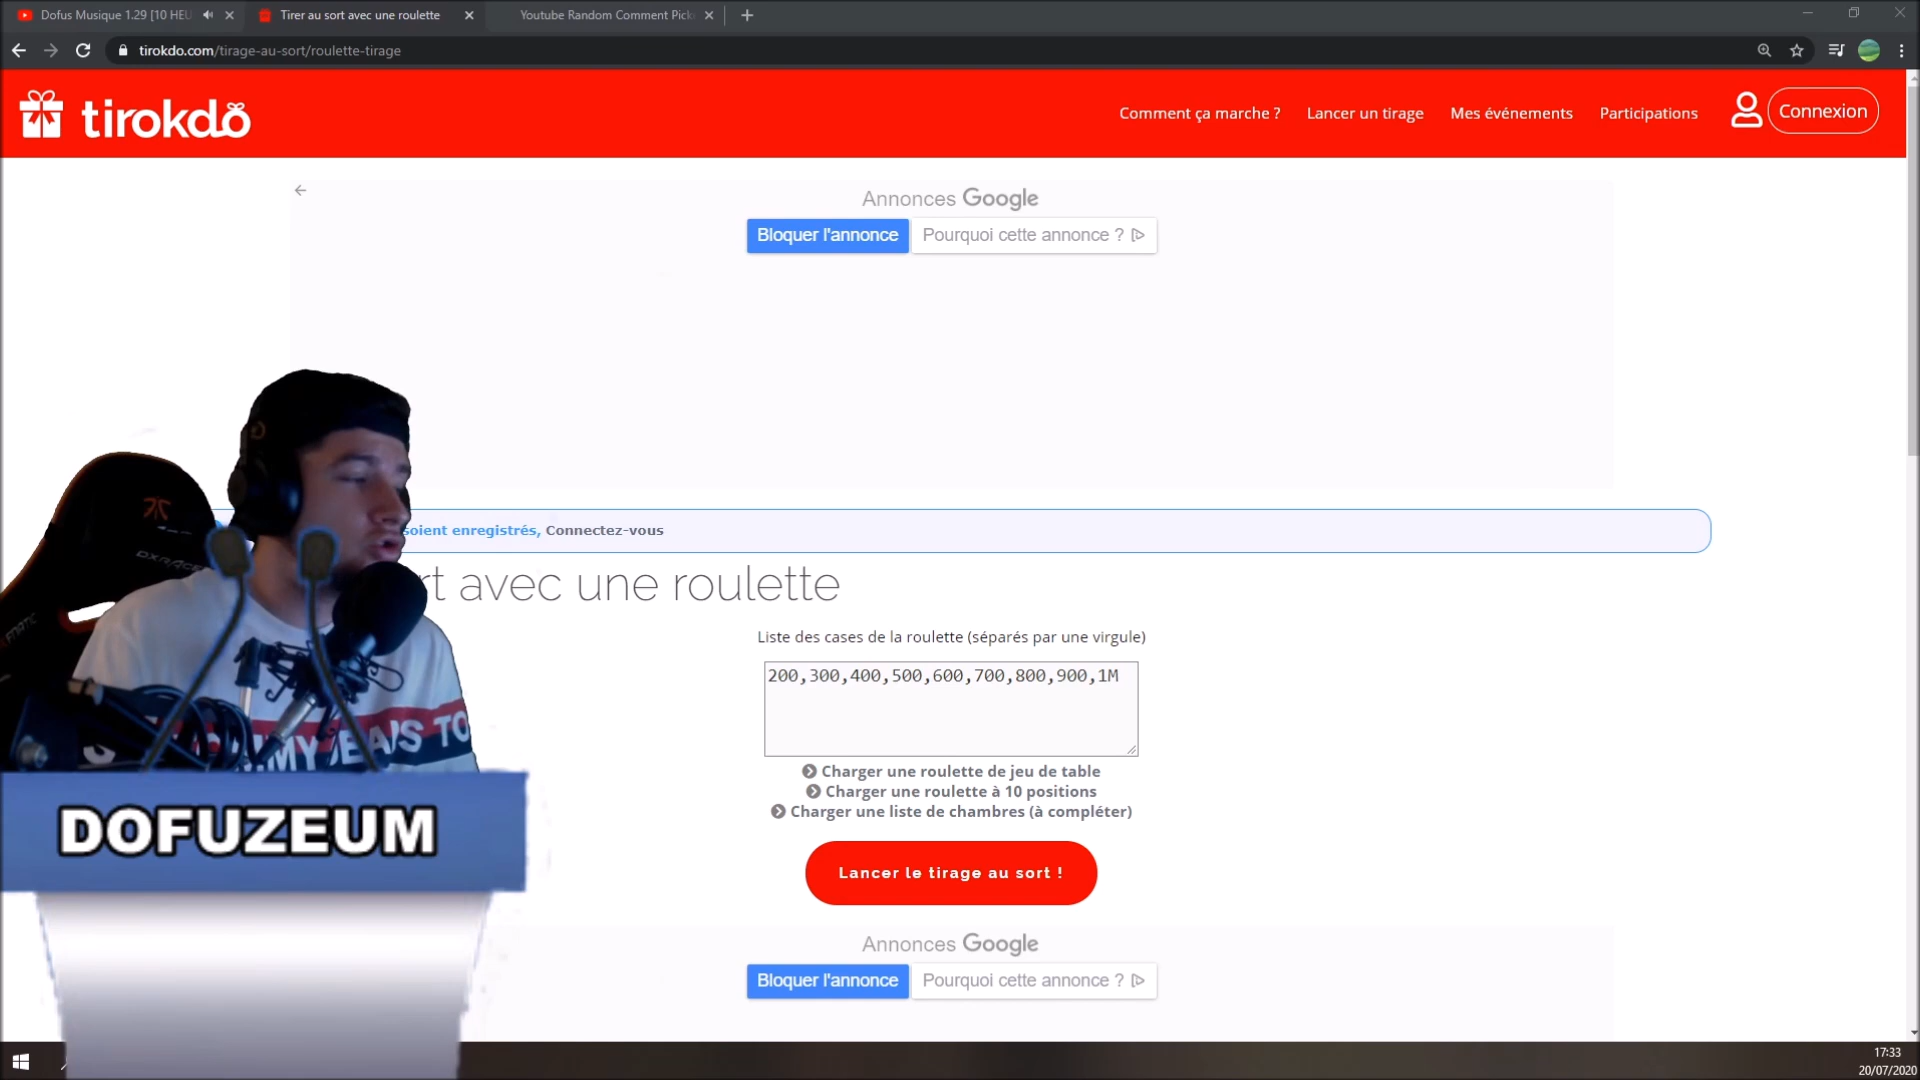 Dofus Musique 1.29 [10 HEU
Tirer au sort avec une roulette
Youtube Random Comment Pick
tirokdo.com/tirage-au-sort/roulette-tirage
tirokdo
Comment ça marche ?
Lancer un tirage
Mes événements
Participations
Connexion
Annonces Google
Bloquer l'annonce
Pourquoi cette annonce ?
soient enregistrés, Connectez-vous
rt avec une roulette
Liste des cases de la roulette (séparés par une virgule)
200,300,400,500,600,700,800,900,1M
Charger une roulette de jeu de table
Charger une roulette à 10 positions
Charger une liste de chambres (à compléter)
Lancer le tirage au sort !
DOFUZEUM
Annonces Google
Bloquer l'annonce
Pourquoi cette annonce ?
17:33
20/07/2020